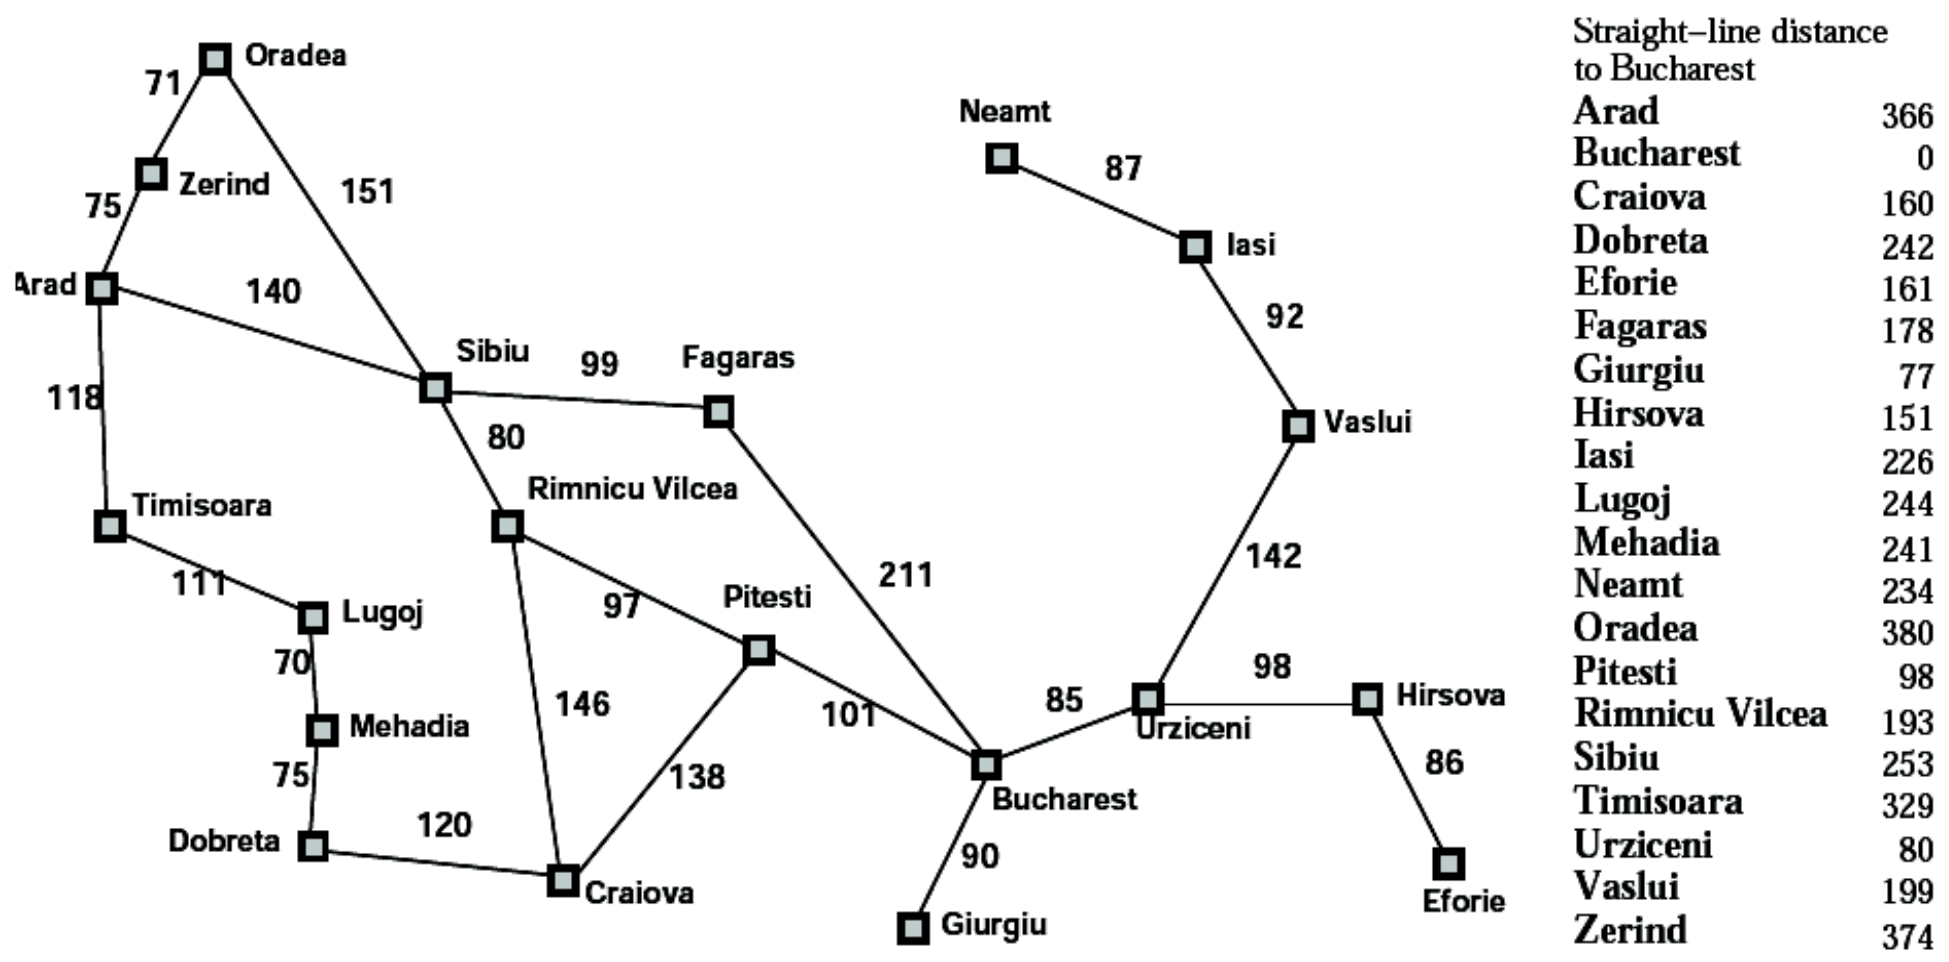 Oradea
71
Neamt
87
Zerind
151
75
Iasi
Arad
140
92
Sibiu
99
Fagaras
118
80
Vaslui
Rimnicu Vilcea
Timisoara
142
111
211
Lugoj
97
Pitesti
70
98
Hirsova
146
101
85
Urziceni
Mehadia
75
138
86
Bucharest
Dobreta
120
90
Craiova
Eforie
Giurgiu
Straight–line distance
to Bucharest
Arad 366
Bucharest 0
Craiova 160
Dobreta 242
Eforie 161
Fagaras 178
Giurgiu 77
Hirsova 151
Iasi 226
Lugoj 244
Mehadia 241
Neamt 234
Oradea 380
Pitesti 98
Rimnicu Vilcea 193
Sibiu 253
Timisoara 329
Urziceni 80
Vaslui 199
Zerind 374